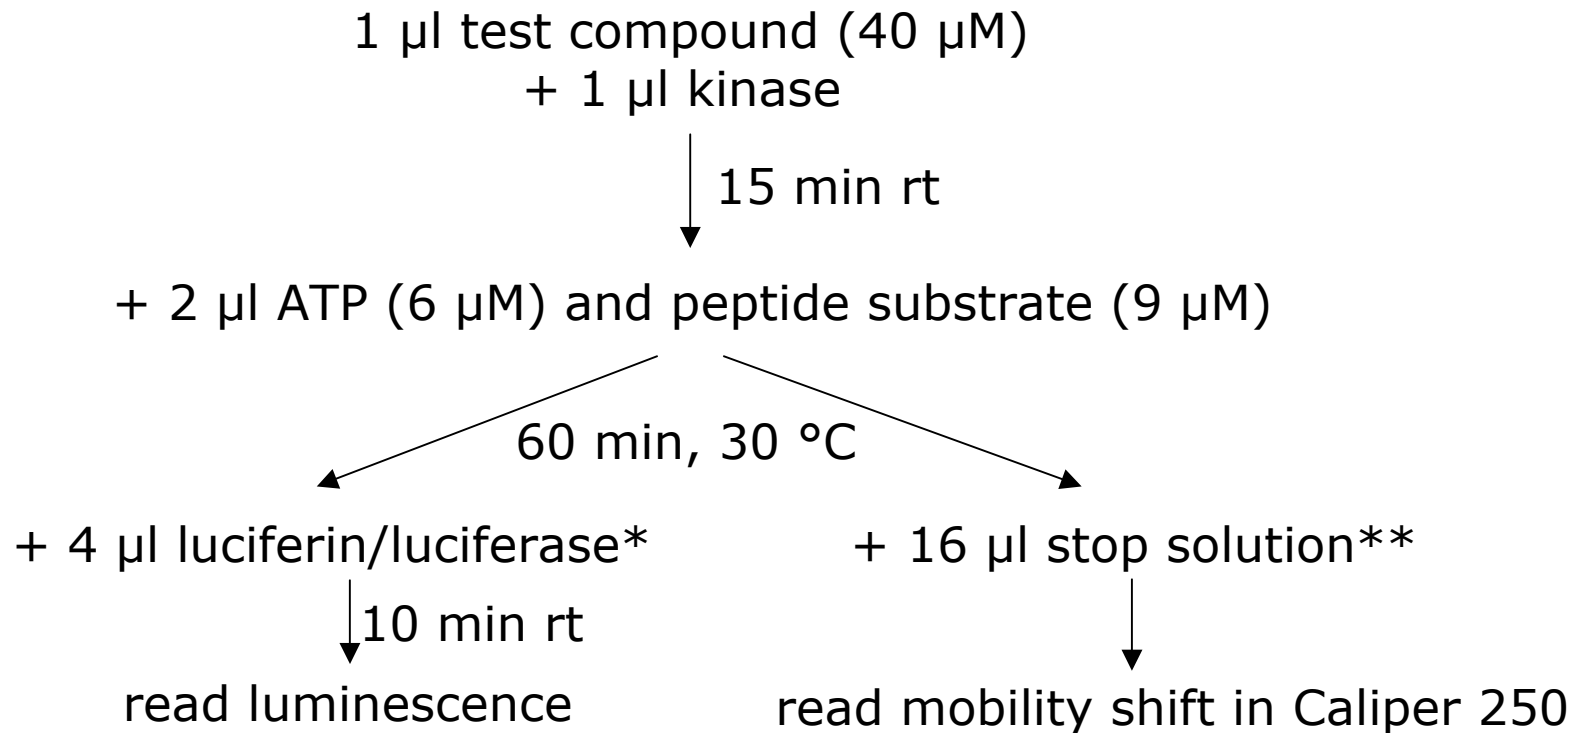 1 µl test compound (40 µM)
+ 1 µl kinase
15 min rt
+ 2 µl ATP (6 µM) and peptide substrate (9 µM)
60 min, 30 °C
+ 4 µl luciferin/luciferase*
+ 16 µl stop solution**
10 min rt
read luminescence
read mobility shift in Caliper 250